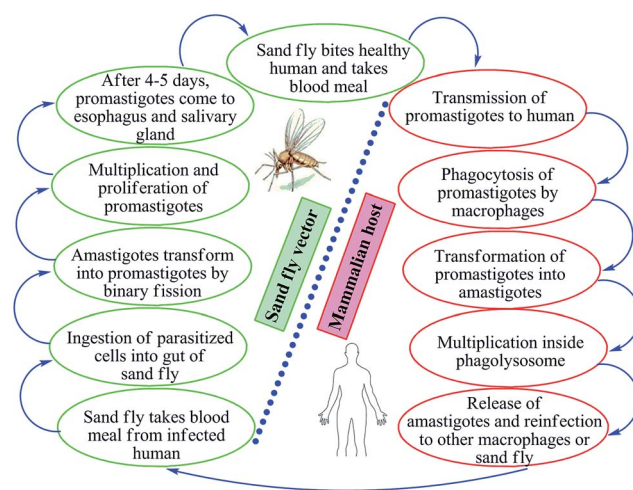 Sand fly bites healthy
human and takes
blood meal
After 4-5 days,
promastigotes come to
esophagus and salivary
gland
Multiplication and
proliferation of
promastigotes
Amastigotes transform
into promastigotes by
binary fission
Ingestion of parasitized
cells into gut of
sand fly
Sand fly takes blood
meal from infected
human
Sand fly vector
Mammalian host
Transmission of
promastigotes to human
Phagocytosis of
promastigotes by
macrophages
Transformation of
promastigotes into
amastigotes
Multiplication inside
phagolysosome
Release of
amastigotes and reinfection
to other macrophages or
sand fly